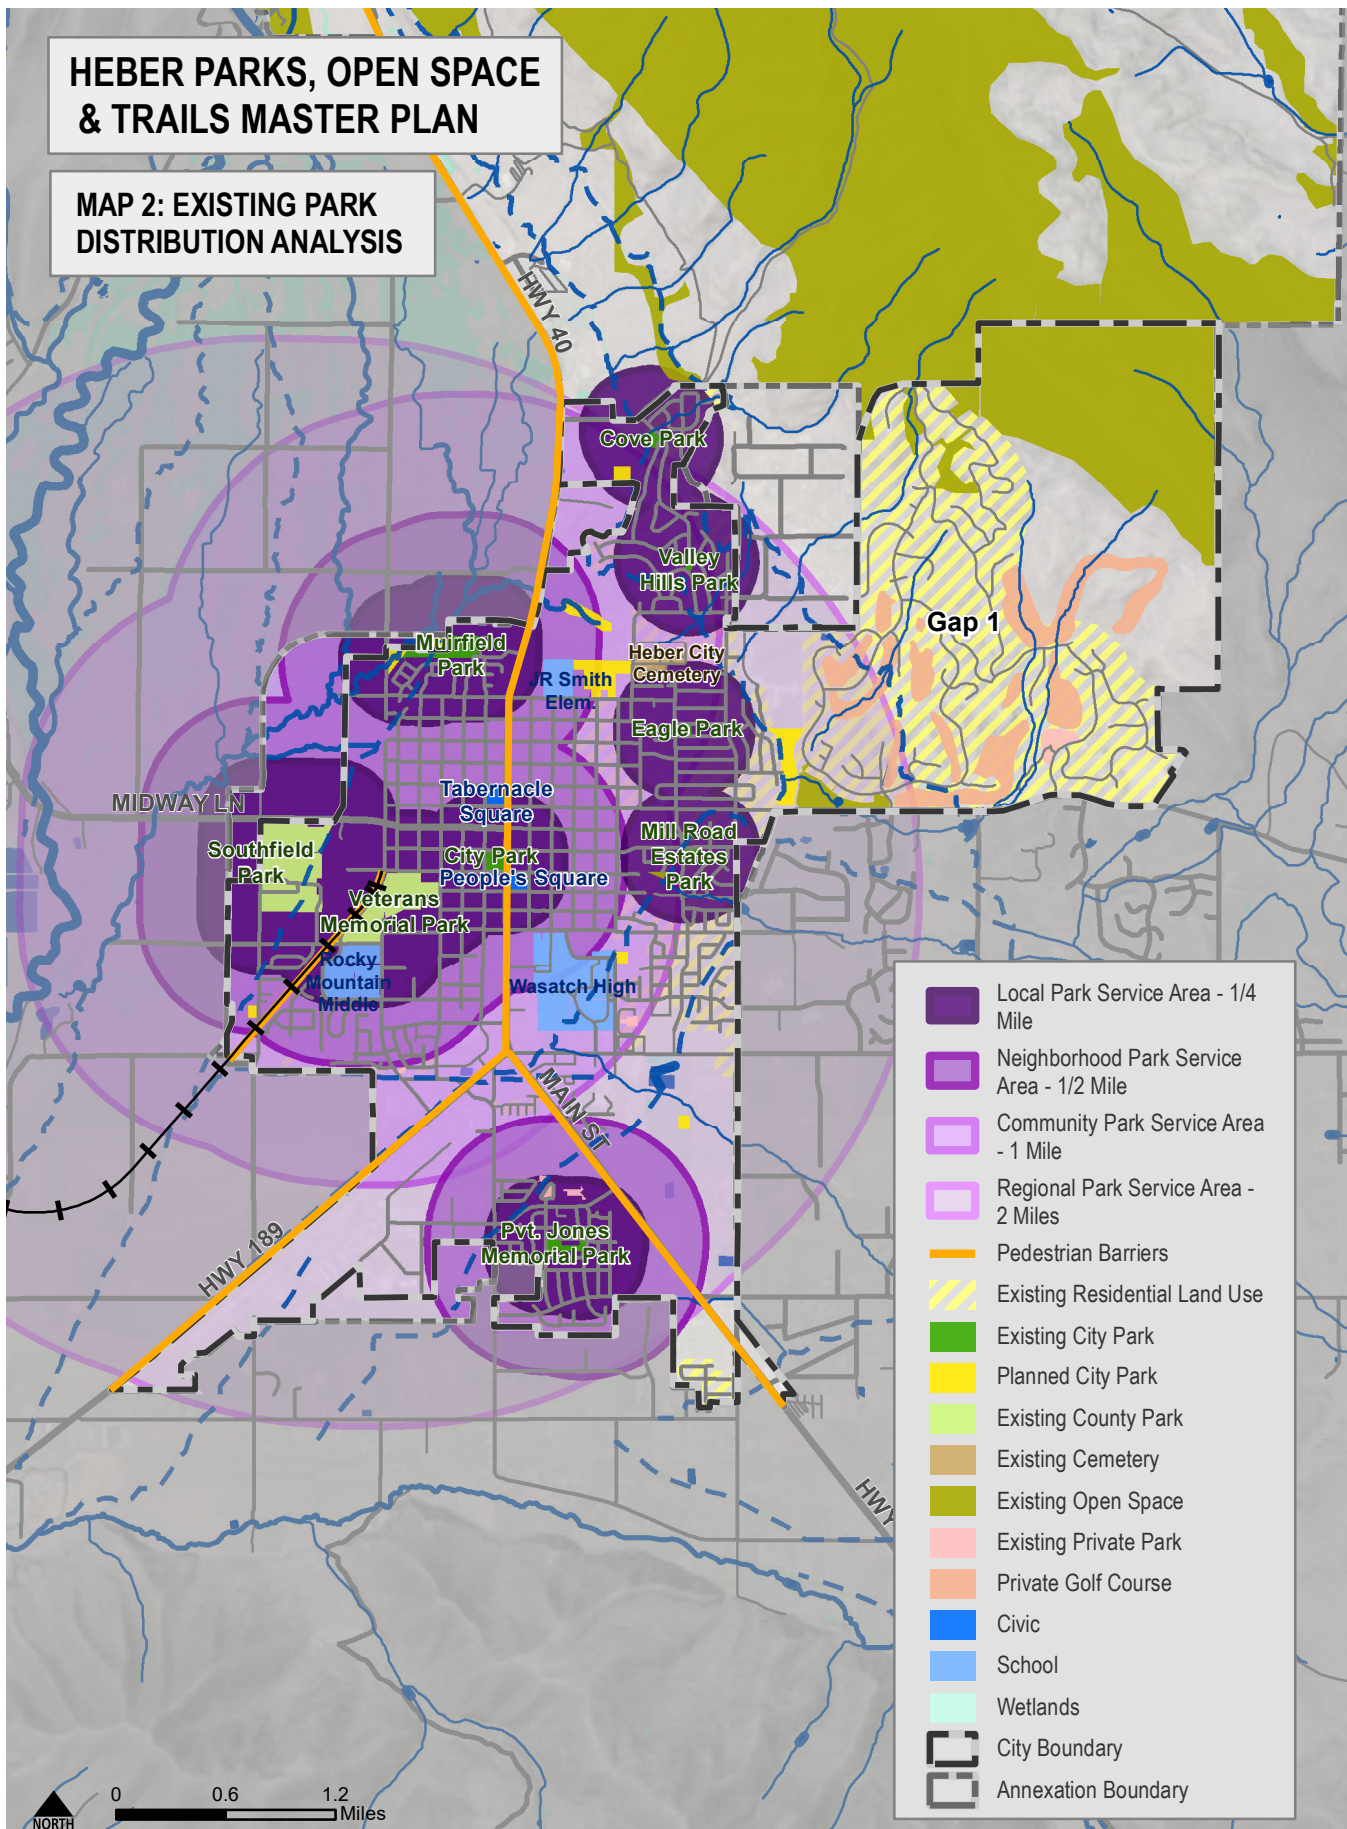 HEBER PARKS, OPEN SPACE
& TRAILS MASTER PLAN
MAP 2: EXISTING PARK
DISTRIBUTION ANALYSIS
HWY 40
Cove Park
Valley
Hills Park
Gap 1
Muirfield
Park
Heber City
Cemetery
JR Smith
Elem.
Eagle Park
MIDWAY LN
Tabernacle
Square
Southfield
Park
City Park
People's Square
Mill Road
Estates
Park
Veterans
Memorial Park
Rocky
Mountain
Middle
Wasatch High
MAIN ST
HWY 189
Pvt. Jones
Memorial Park
HWY
Local Park Service Area - 1/4
Mile
Neighborhood Park Service
Area - 1/2 Mile
Community Park Service Area
- 1 Mile
Regional Park Service Area -
2 Miles
Pedestrian Barriers
Existing Residential Land Use
Existing City Park
Planned City Park
Existing County Park
Existing Cemetery
Existing Open Space
Existing Private Park
Private Golf Course
Civic
School
Wetlands
City Boundary
Annexation Boundary
0 0.6 1.2
Miles
NORTH